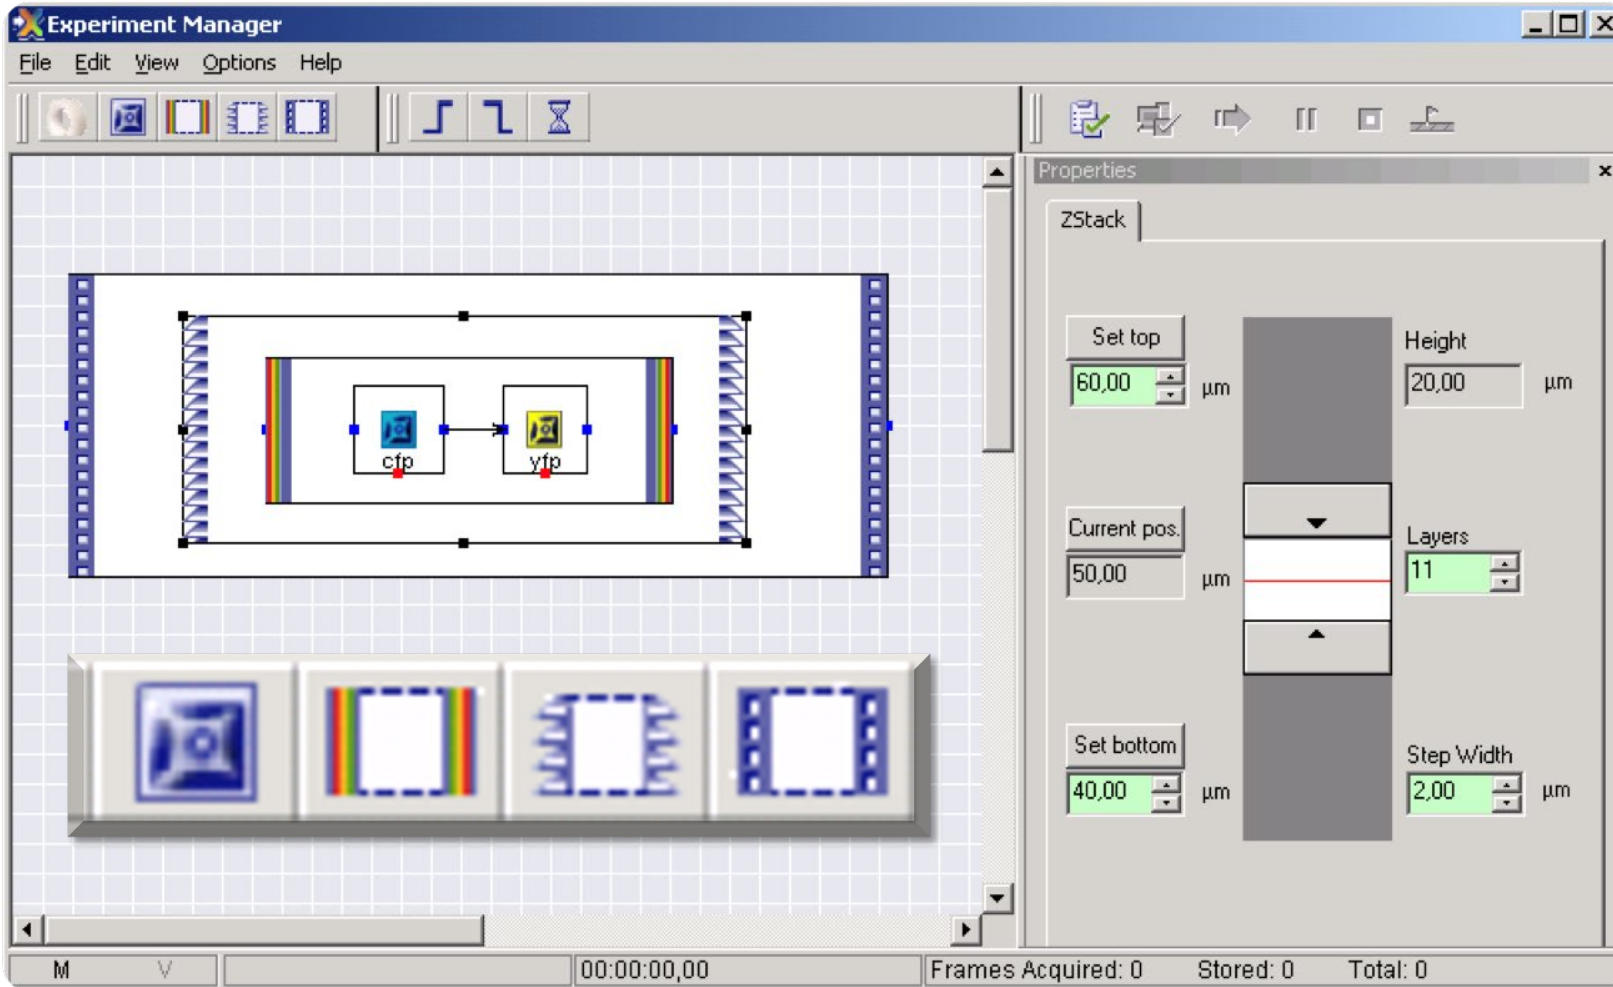 Experiment Manager
File Edit View Options Help
Properties
ZStack
Set top
60,00 µm
Height
20,00 µm
cfp yfp
Current pos.
50,00 µm
Layers
11
Set bottom
40,00 µm
Step Width
2,00 µm
M V 00:00:00,00 Frames Acquired: 0 Stored: 0 Total: 0